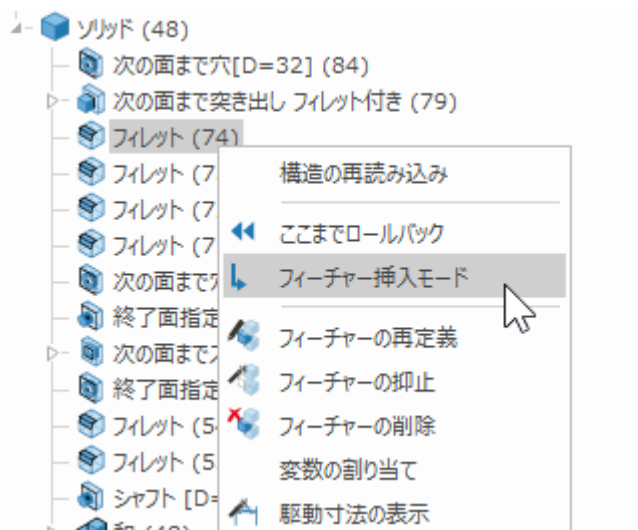 ソリッド (48)
次の面まで穴[D=32] (84)
次の面まで突き出し フィレット付き (79)
フィレット (74)
フィレット (7
フィレット (7
フィレット (7
次の面まで
終了面指定
次の面まで
終了面指定
フィレット (5
フィレット (5
シャフト [D=
和 (49)
構造の再読み込み
ここまでロールバック
フィーチャー挿入モード
フィーチャーの再定義
フィーチャーの抑止
フィーチャーの削除
変数の割り当て
駆動寸法の表示